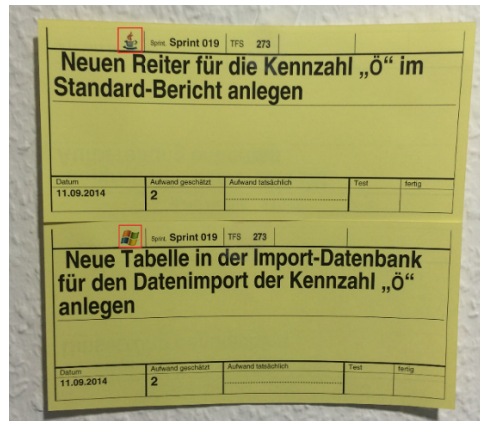 Sprint Sprint 019 TFS 273
Neuen Reiter für die Kennzahl „Ö“ im
Standard-Bericht anlegen
Datum Aufwand geschätzt Aufwand tatsächlich Test fertig
11.09.2014 2
Sprint Sprint 019 TFS 273
Neue Tabelle in der Import-Datenbank
für den Datenimport der Kennzahl „Ö“
anlegen
Datum Aufwand geschätzt Aufwand tatsächlich Test fertig
11.09.2014 2